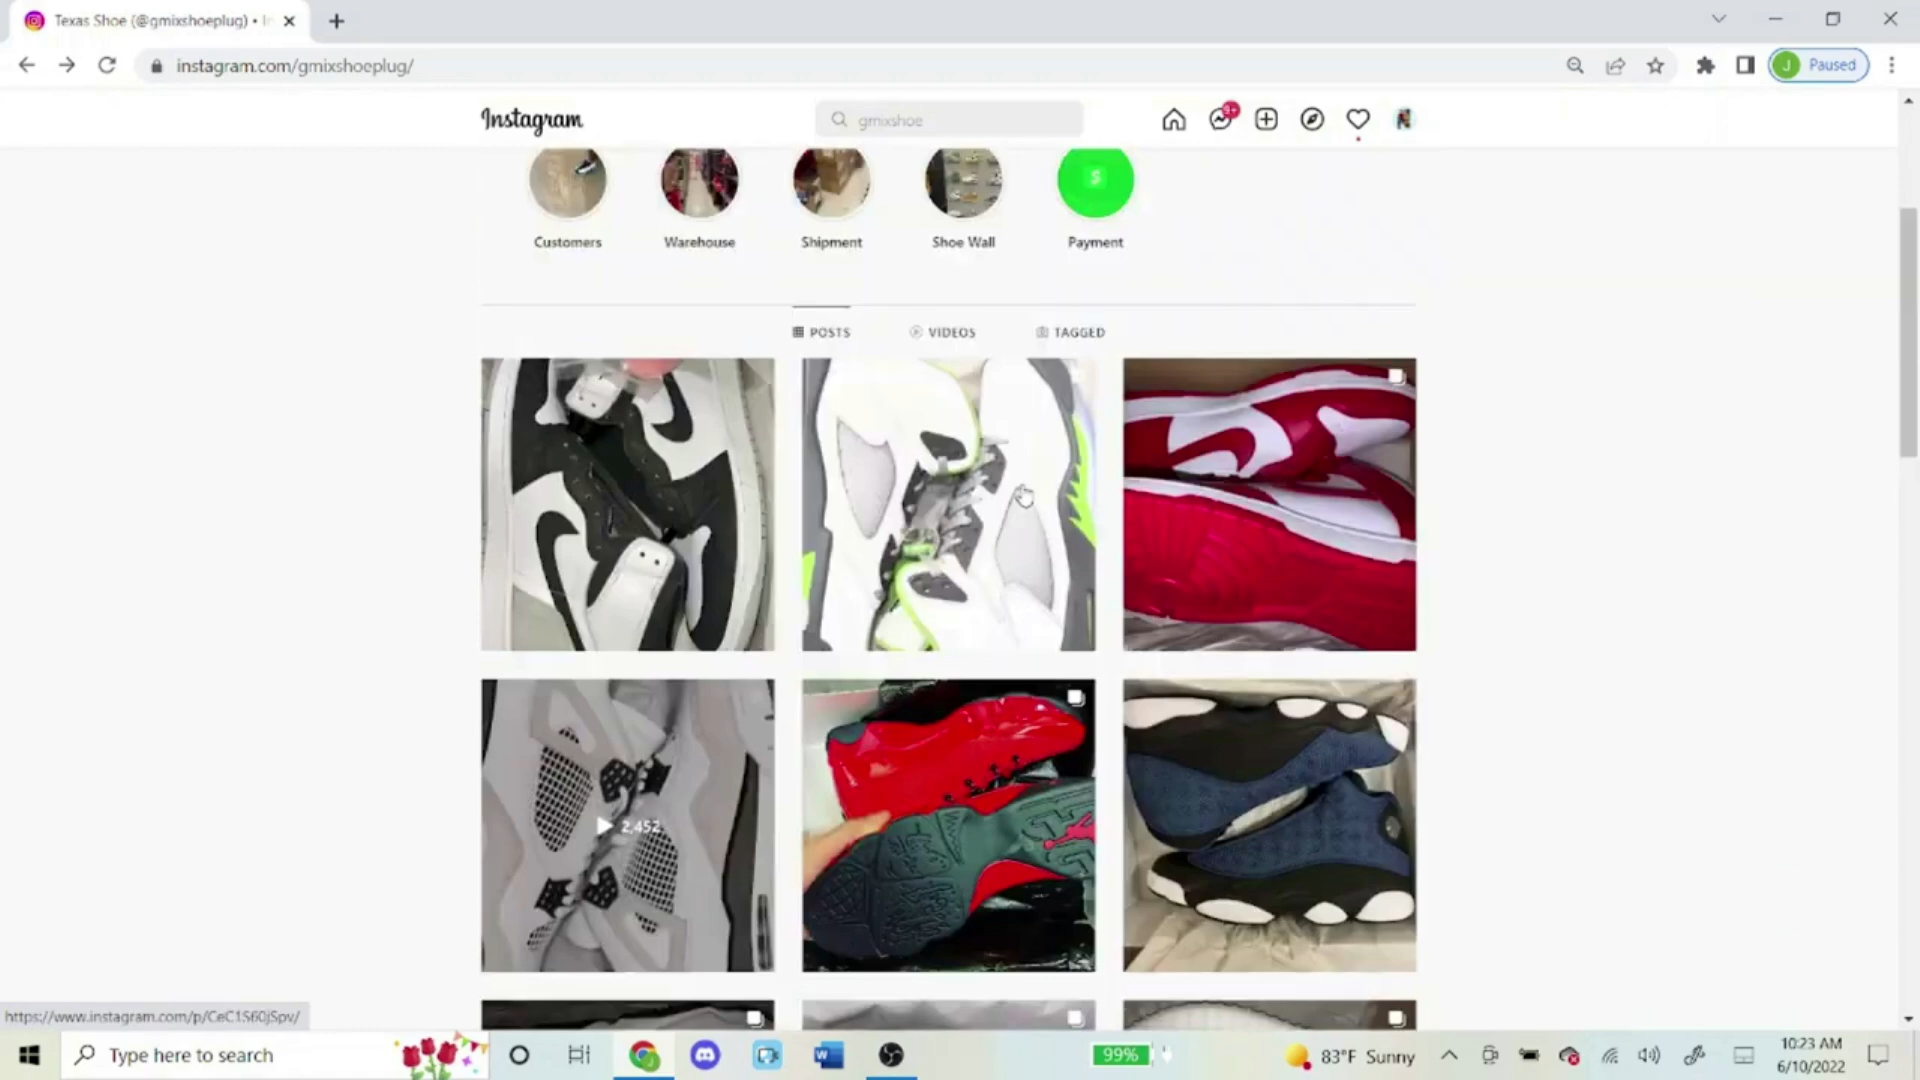 Texas Shoe (@gmixshoeplug) • In
instagram.com/gmixshoeplug/
J Paused
Instagram
gmixshoe
9+
$
Customers Warehouse Shipment Shoe Wall Payment
POSTS VIDEOS TAGGED
2,452
https://www.instagram.com/p/CeC1S60jSpv/
Type here to search
W
99%
83°F Sunny
10:23 AM
6/10/2022